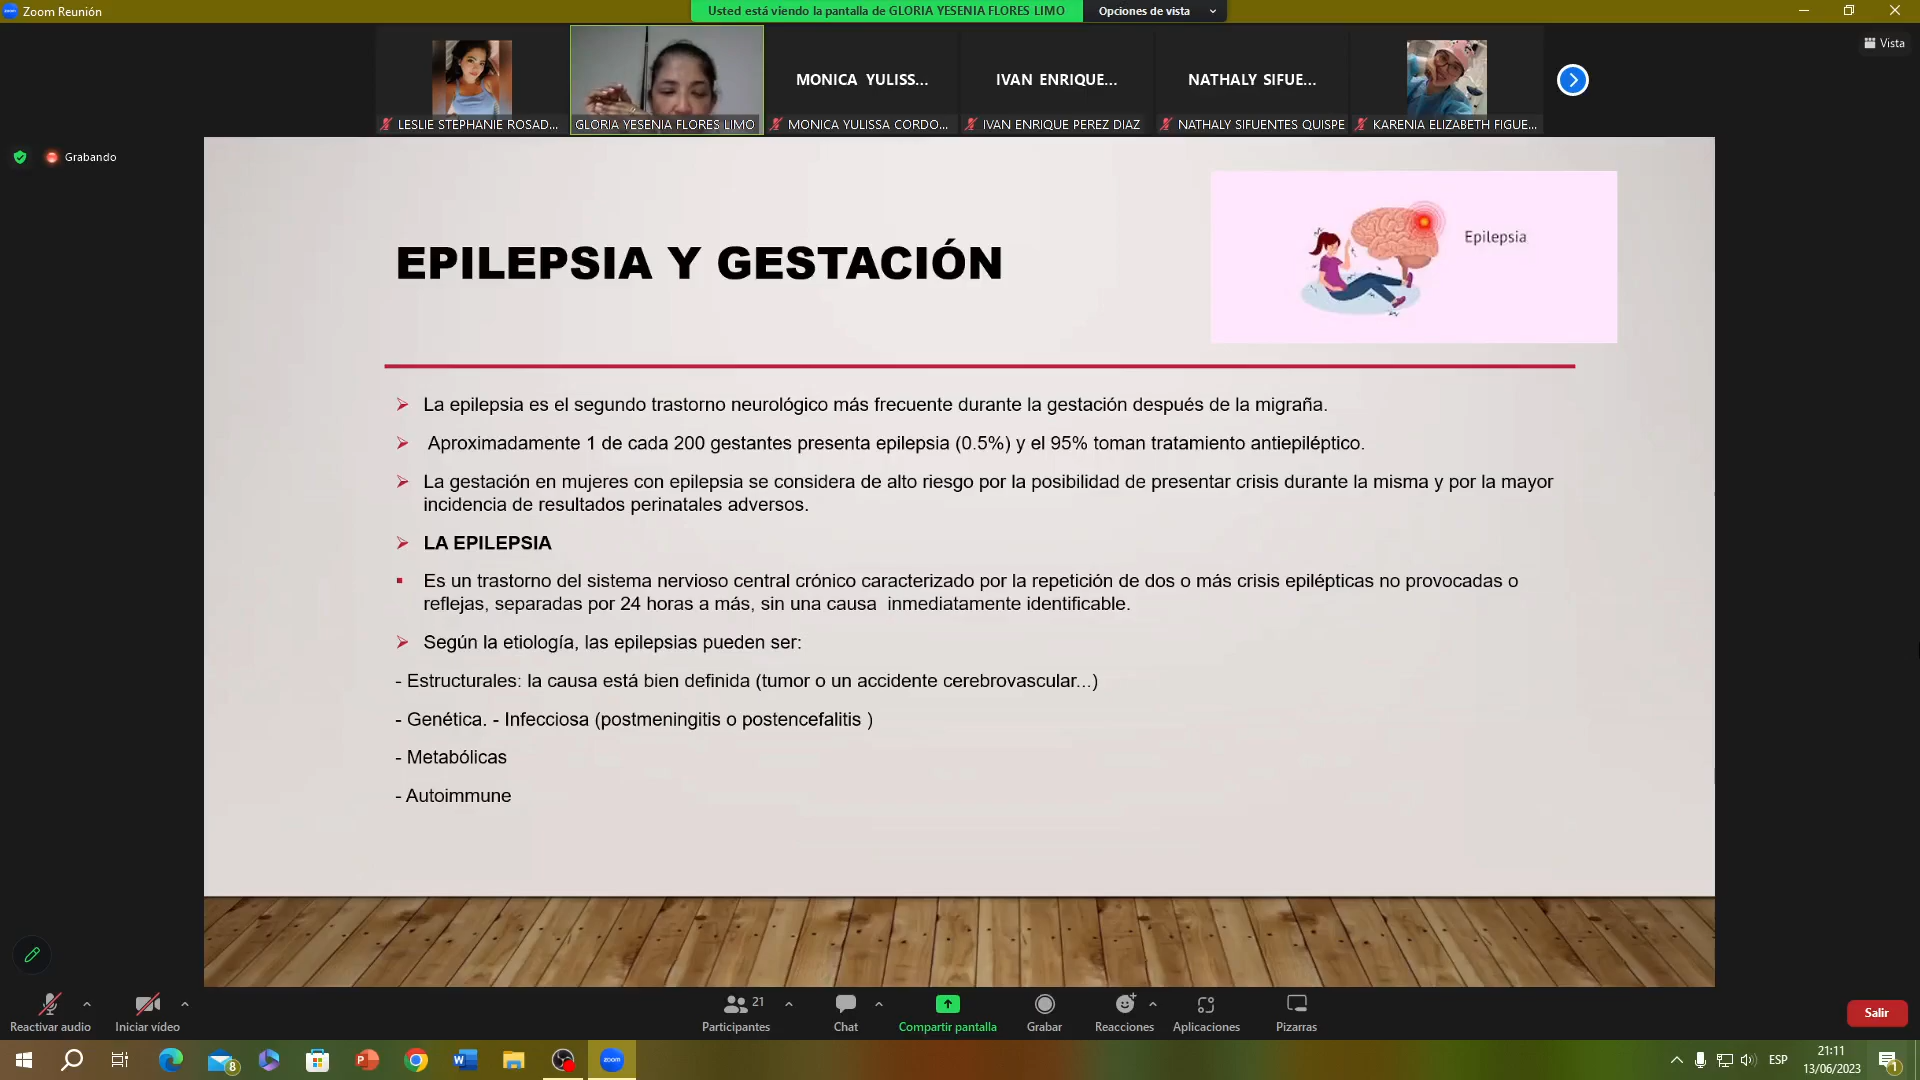 Zoom Reunión
Usted está viendo la pantalla de GLORIA YESENIA FLORES LIMO
Opciones de vista
Vista
MONICA YULISS...
IVAN ENRIQUE...
NATHALY SIFUE...
LESLIE STEPHANIE ROSAD...
GLORIA YESENIA FLORES LIMO
MONICA YULISSA CORDO...
IVAN ENRIQUE PEREZ DIAZ
NATHALY SIFUENTES QUISPE
KARENIA ELIZABETH FIGUE...
Grabando
Epilepsia
EPILEPSIA Y GESTACIÓN
La epilepsia es el segundo trastorno neurológico más frecuente durante la gestación después de la migraña.
Aproximadamente 1 de cada 200 gestantes presenta epilepsia (0.5%) y el 95% toman tratamiento antiepiléptico.
La gestación en mujeres con epilepsia se considera de alto riesgo por la posibilidad de presentar crisis durante la misma y por la mayor
incidencia de resultados perinatales adversos.
LA EPILEPSIA
Es un trastorno del sistema nervioso central crónico caracterizado por la repetición de dos o más crisis epilépticas no provocadas o
reflejas, separadas por 24 horas a más, sin una causa inmediatamente identificable.
Según la etiología, las epilepsias pueden ser:
- Estructurales: la causa está bien definida (tumor o un accidente cerebrovascular...)
- Genética. - Infecciosa (postmeningitis o postencefalitis )
- Metabólicas
- Autoimmune
Reactivar audio
Iniciar vídeo
21
Participantes
Chat
Compartir pantalla
Grabar
Reacciones
Aplicaciones
Pizarras
Salir
8
zoom
ESP
21:11
13/06/2023
1